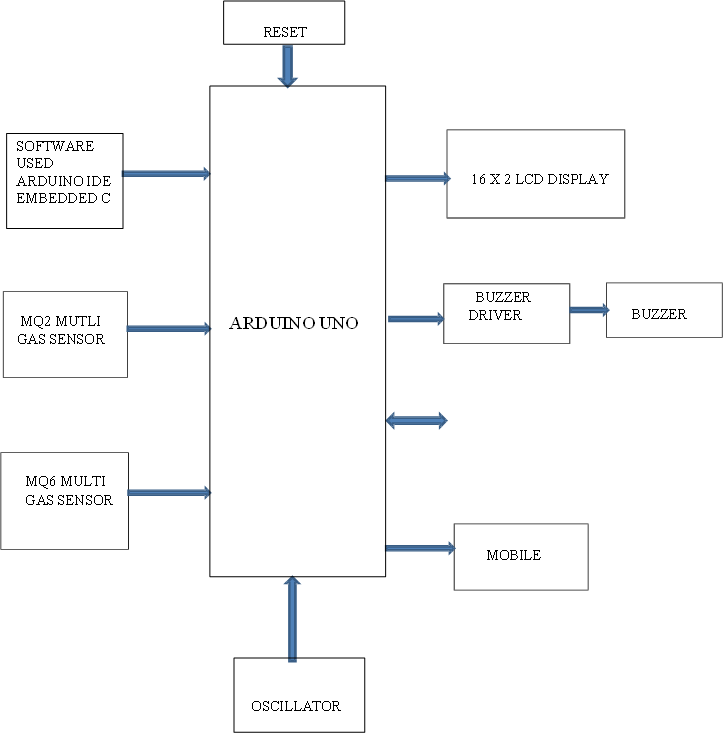 RESET
SOFTWARE
USED
ARDUINO IDE
EMBEDDED C
16 X 2 LCD DISPLAY
MQ2 MUTLI
GAS SENSOR
ARDUINO UNO
BUZZER
DRIVER
BUZZER
MQ6 MULTI
GAS SENSOR
MOBILE
OSCILLATOR